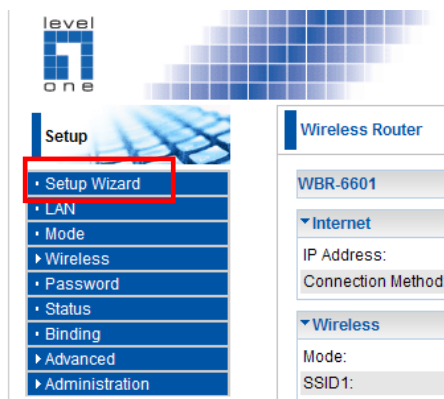 level
one
Setup
Setup Wizard
LAN
Mode
Wireless
Password
Status
Binding
Advanced
Administration
Wireless Router
WBR-6601
Internet
IP Address:
Connection Method
Wireless
Mode:
SSID1: